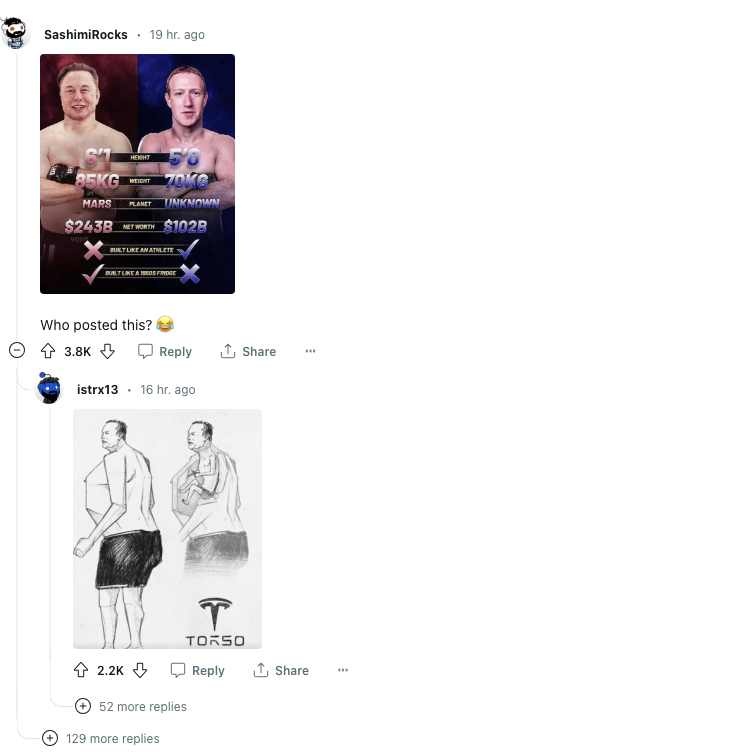 SashimiRocks • 19 hr. ago
6'1 HEIGHT 5'8
85KG WEIGHT 70KG
MARS PLANET UNKNOWN
$243B NET WORTH $102B
BUILT LIKE AN ATHLETE
BUILT LIKE A 1950S FRIDGE
Who posted this? 😂
3.8K Reply Share ...
istrx13 • 16 hr. ago
TORSO
2.2K Reply Share ...
52 more replies
129 more replies